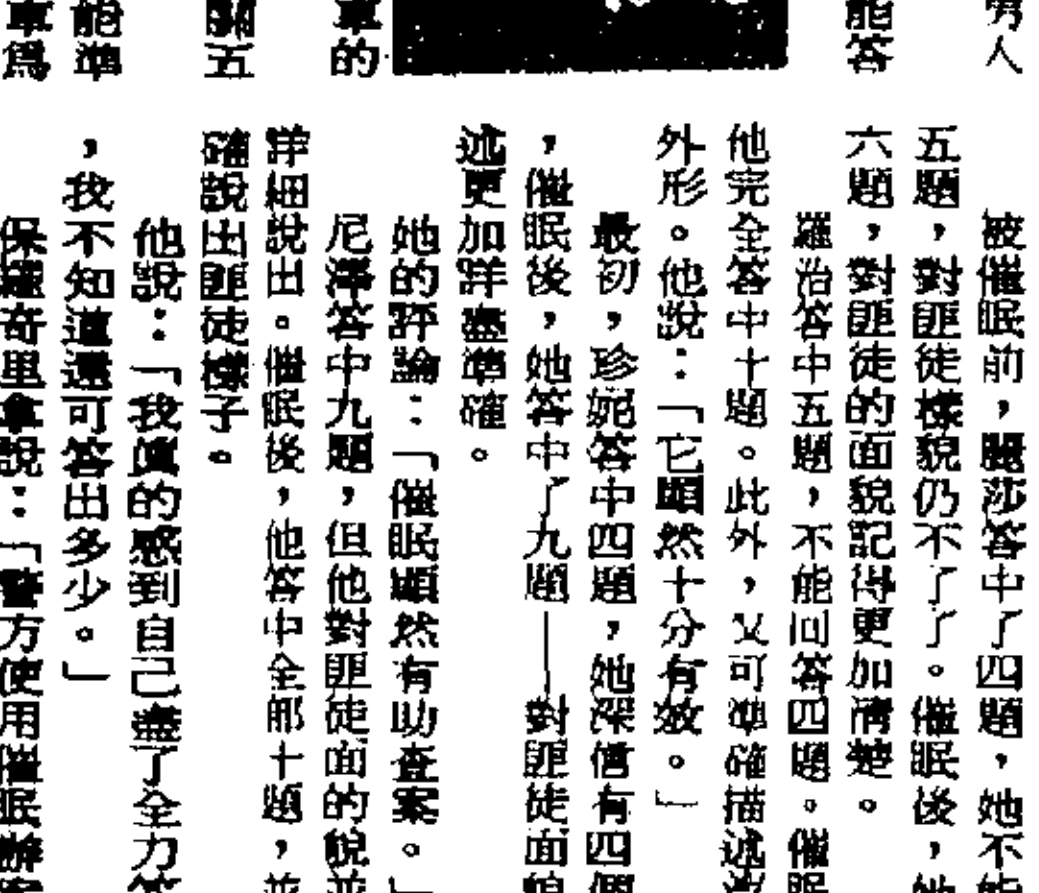 男人
能答
車的
關五
能準
車爲
被催眠前，麗莎答中了四題，她不能
五題，對匪徒樣貌仍不了了。催眠後，她
六題，對匪徒的面貌記得更加清楚。
羅治答中五題，不能回答四題。催眠
他完全答中十題。此外，又可準確描述
外形。他說：「它顯然十分有效。」
最初，珍妮答中四題，她深信有四個
，催眠後，她答中了九題——對匪徒面貌
述更加詳盡準確。
她的評論：「催眠顯然有助查案。」
尼澤答中九題，但他對匪徒面的貌並
詳細說出。催眠後，他答中全部十題，並
確說出匪徒樣子。
他說：「我眞的感到自己盡了全力答
，我不知道還可答出多少。」
保羅奇里拿說：「警方使用催眠辦案